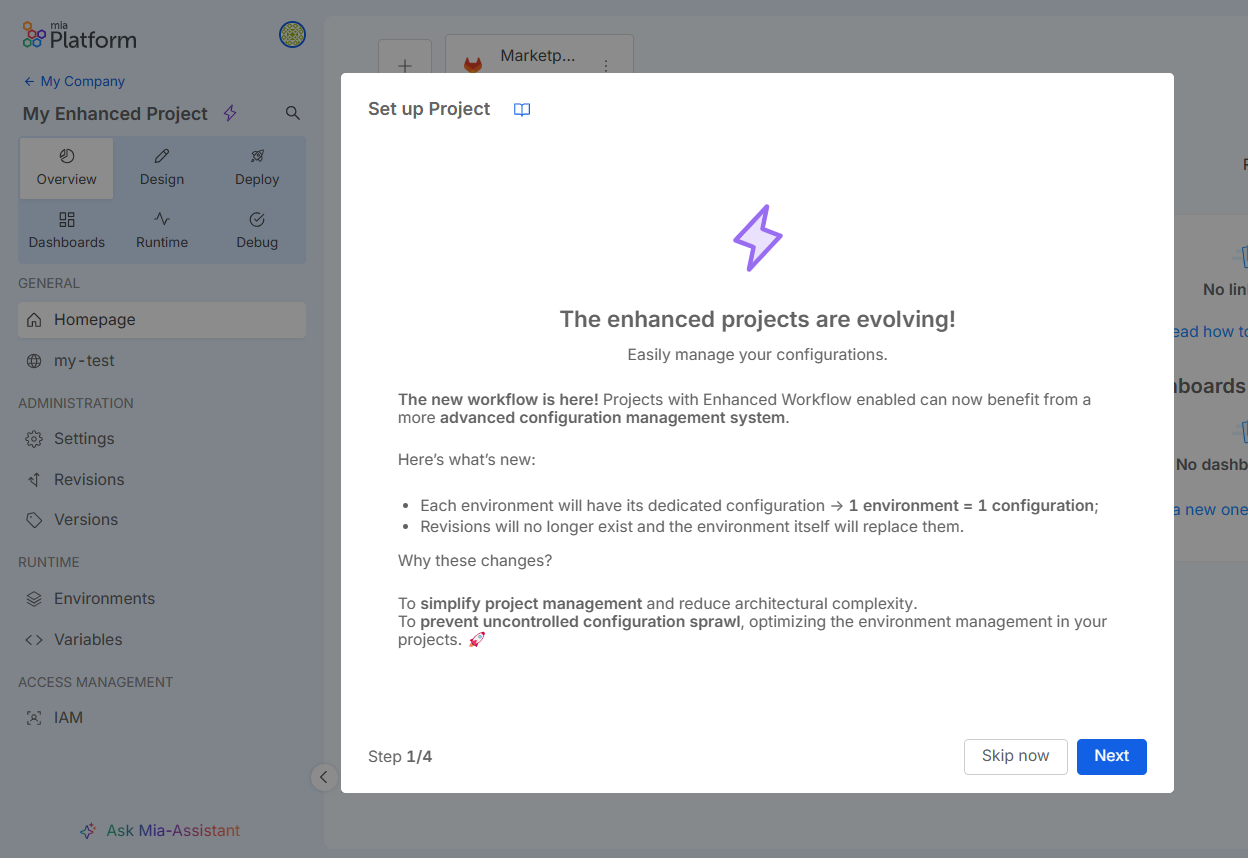 mia
Platform
My Company
My Enhanced Project
Overview
Design
Deploy
Dashboards
Runtime
Debug
GENERAL
Homepage
my-test
ADMINISTRATION
Settings
Revisions
Versions
RUNTIME
Environments
Variables
ACCESS MANAGEMENT
IAM
Ask Mia-Assistant
Marketp...
Set up Project
The enhanced projects are evolving!
Easily manage your configurations.
The new workflow is here! Projects with Enhanced Workflow enabled can now benefit from a
more advanced configuration management system.
Here’s what’s new:
• Each environment will have its dedicated configuration → 1 environment = 1 configuration;
• Revisions will no longer exist and the environment itself will replace them.
Why these changes?
To simplify project management and reduce architectural complexity.
To prevent uncontrolled configuration sprawl, optimizing the environment management in your
projects. 🚀
Step 1/4
Skip now
Next
No lin
ead how to
boards
No dashb
a new one